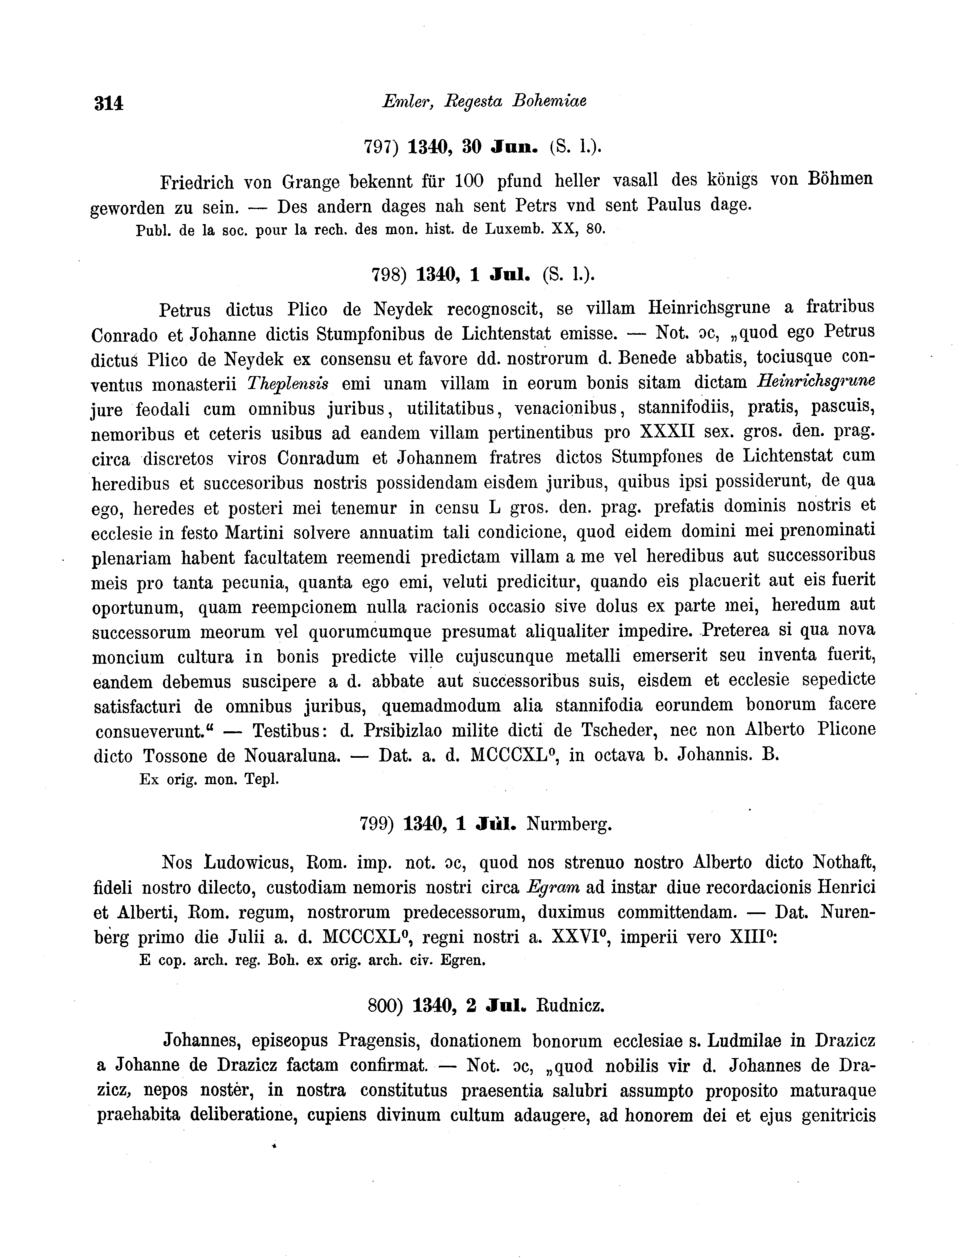 314 Emler, Regesta Bohemiae
797) 1340, 30 Jun. (S. l.).
Friedrich von Grange bekennt für 100 pfund heller vasall des königs von Böhmen
geworden zu sein. — Des andern dages nah sent Petrs vnd sent Paulus dage.
Publ. de la soc. pour la rech. des mon. hist. de Luxemb. XX, 80.
798) 1340, 1 Jul. (S. l.).
Petrus dictus Plico de Neydek recognoscit, se villam Heinrichsgrune a fratribus
Conrado et Johanne dictis Stumpfonibus de Lichtenstat emisse. — Not. ɔc, „quod ego Petrus
dictus Plico de Neydek ex consensu et favore dd. nostrorum d. Benede abbatis, tociusque con-
ventus monasterii Theplensis emi unam villam in eorum bonis sitam dictam Heinrichsgrune
jure feodali cum omnibus juribus, utilitatibus, venacionibus, stannifodiis, pratis, pascuis,
nemoribus et ceteris usibus ad eandem villam pertinentibus pro XXXII sex. gros. den. prag.
circa discretos viros Conradum et Johannem fratres dictos Stumpfones de Lichtenstat cum
heredibus et succesoribus nostris possidendam eisdem juribus, quibus ipsi possiderunt, de qua
ego, heredes et posteri mei tenemur in censu L gros. den. prag. prefatis dominis nostris et
ecclesie in festo Martini solvere annuatim tali condicione, quod eidem domini mei prenominati
plenariam habent facultatem reemendi predictam villam a me vel heredibus aut successoribus
meis pro tanta pecunia, quanta ego emi, veluti predicitur, quando eis placuerit aut eis fuerit
oportunum, quam reempcionem nulla racionis occasio sive dolus ex parte mei, heredum aut
successorum meorum vel quorumcumque presumat aliqualiter impedire. Preterea si qua nova
moncium cultura in bonis predicte ville cujuscunque metalli emerserit seu inventa fuerit,
eandem debemus suscipere a d. abbate aut successoribus suis, eisdem et ecclesie sepedicte
satisfacturi de omnibus juribus, quemadmodum alia stannifodia eorundem bonorum facere
consueverunt.“ — Testibus: d. Prsibizlao milite dicti de Tscheder, nec non Alberto Plicone
dicto Tossone de Nouaraluna. — Dat. a. d. MCCCXLº, in octava b. Johannis. B.
Ex orig. mon. Tepl.
799) 1340, 1 Jul. Nurmberg.
Nos Ludowicus, Rom. imp. not. ɔc, quod nos strenuo nostro Alberto dicto Nothaft,
fideli nostro dilecto, custodiam nemoris nostri circa Egram ad instar diue recordacionis Henrici
et Alberti, Rom. regum, nostrorum predecessorum, duximus committendam. — Dat. Nuren-
berg primo die Julii a. d. MCCCXLº, regni nostri a. XXVIº, imperii vero XIIIº:
E cop. arch. reg. Boh. ex orig. arch. civ. Egren.
800) 1340, 2 Jul. Rudnicz.
Johannes, episcopus Pragensis, donationem bonorum ecclesiae s. Ludmilae in Drazicz
a Johanne de Drazicz factam confirmat. — Not. ɔc, „quod nobilis vir d. Johannes de Dra-
zicz, nepos noster, in nostra constitutus praesentia salubri assumpto proposito maturaque
praehabita deliberatione, cupiens divinum cultum adaugere, ad honorem dei et ejus genitricis